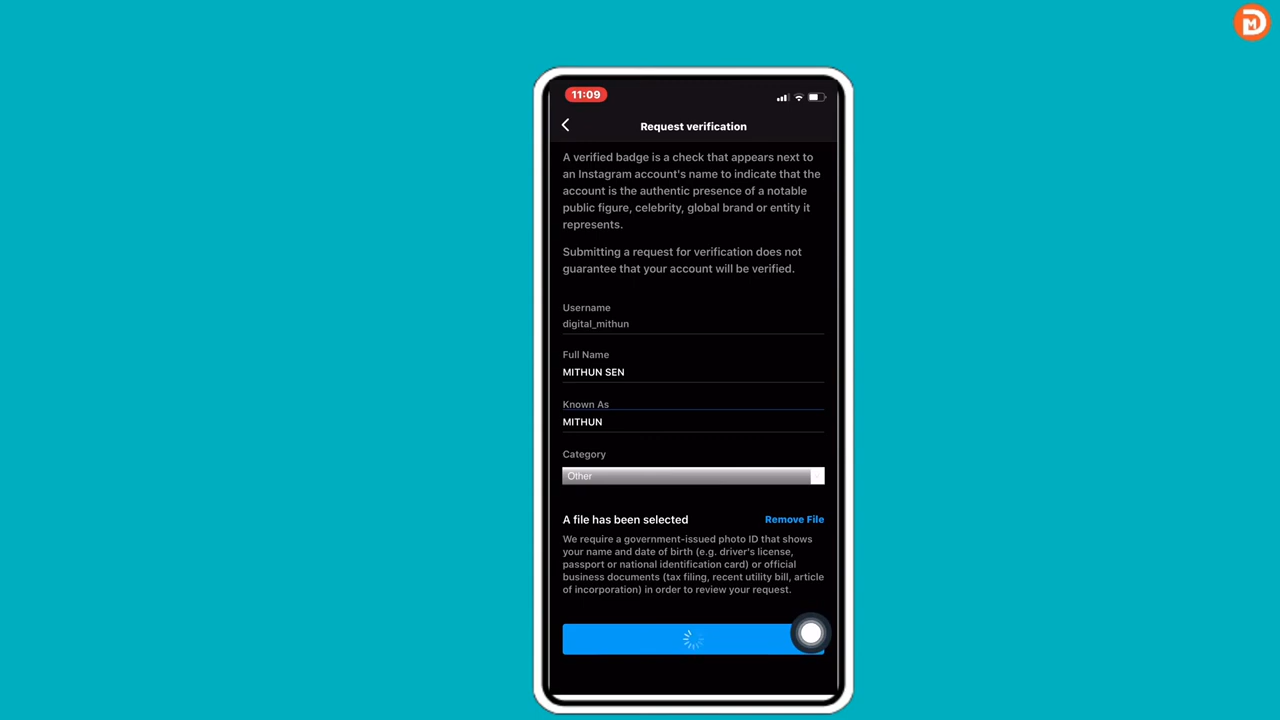 DM
11:09
Request verification
A verified badge is a check that appears next to
an Instagram account's name to indicate that the
account is the authentic presence of a notable
public figure, celebrity, global brand or entity it
represents.
Submitting a request for verification does not
guarantee that your account will be verified.
Username
digital_mithun
Full Name
MITHUN SEN
Known As
MITHUN
Category
Other
A file has been selected
Remove File
We require a government-issued photo ID that shows
your name and date of birth (e.g. driver's license,
passport or national identification card) or official
business documents (tax filing, recent utility bill, article
of incorporation) in order to review your request.